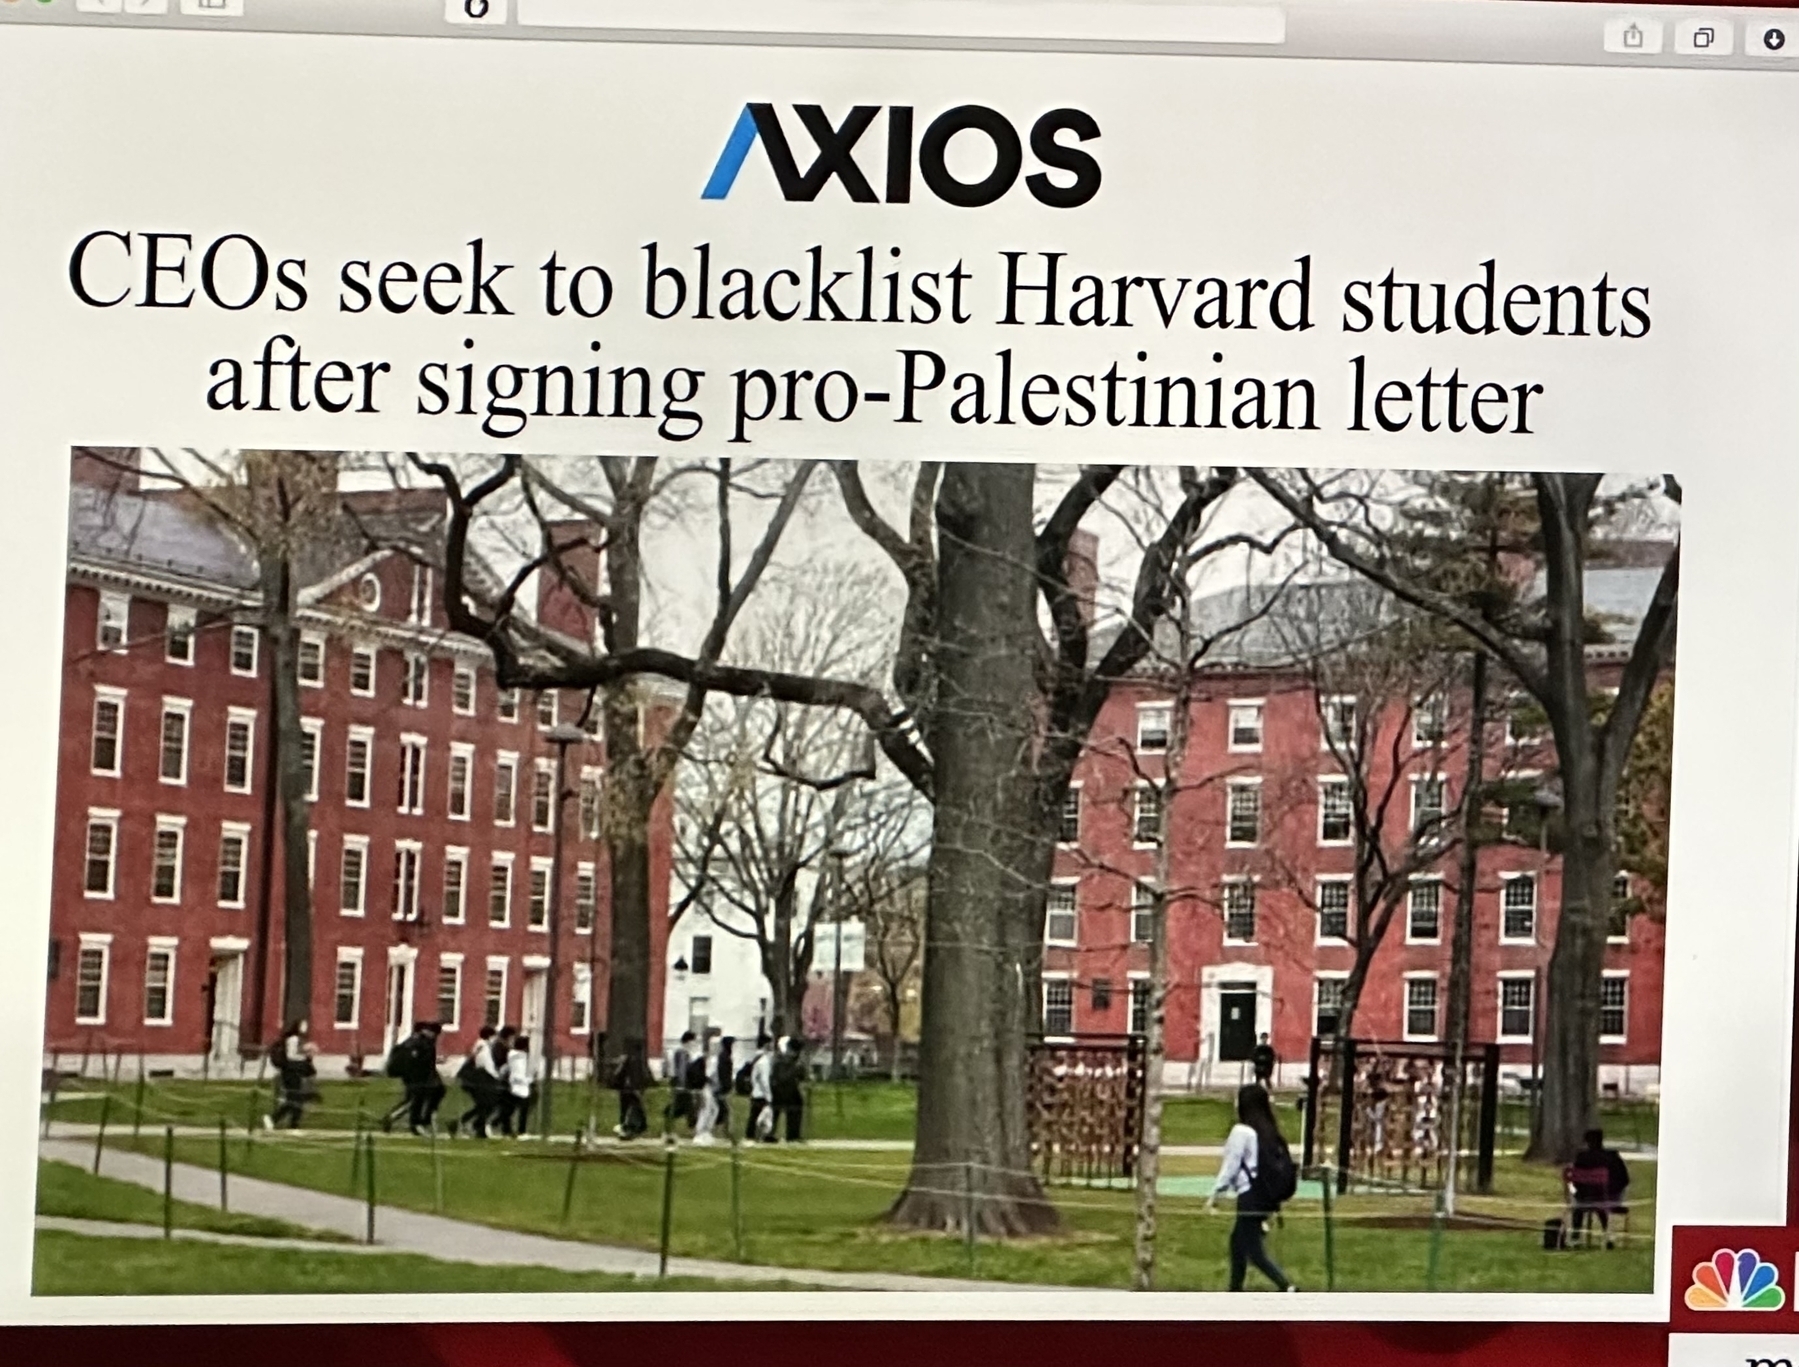 AXIOS
CEOs seek to blacklist Harvard students
after signing pro-Palestinian letter